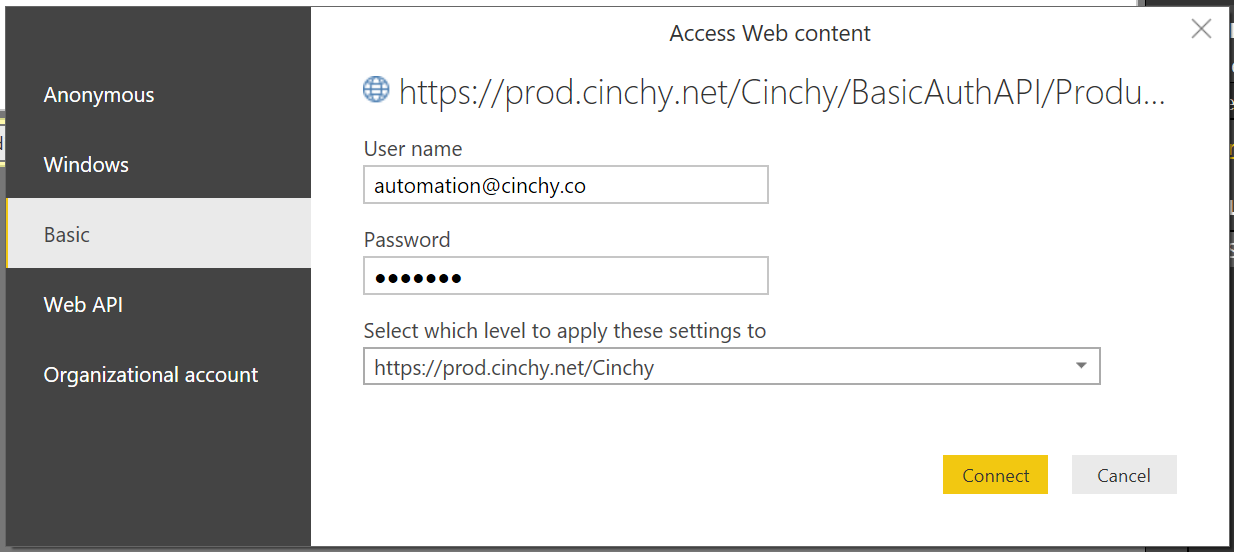 Access Web content
Anonymous
Windows
Basic
Web API
Organizational account
https://prod.cinchy.net/Cinchy/BasicAuthAPI/Produ...
User name
automation@cinchy.co
Password
●●●●●●●
Select which level to apply these settings to
https://prod.cinchy.net/Cinchy
Connect
Cancel